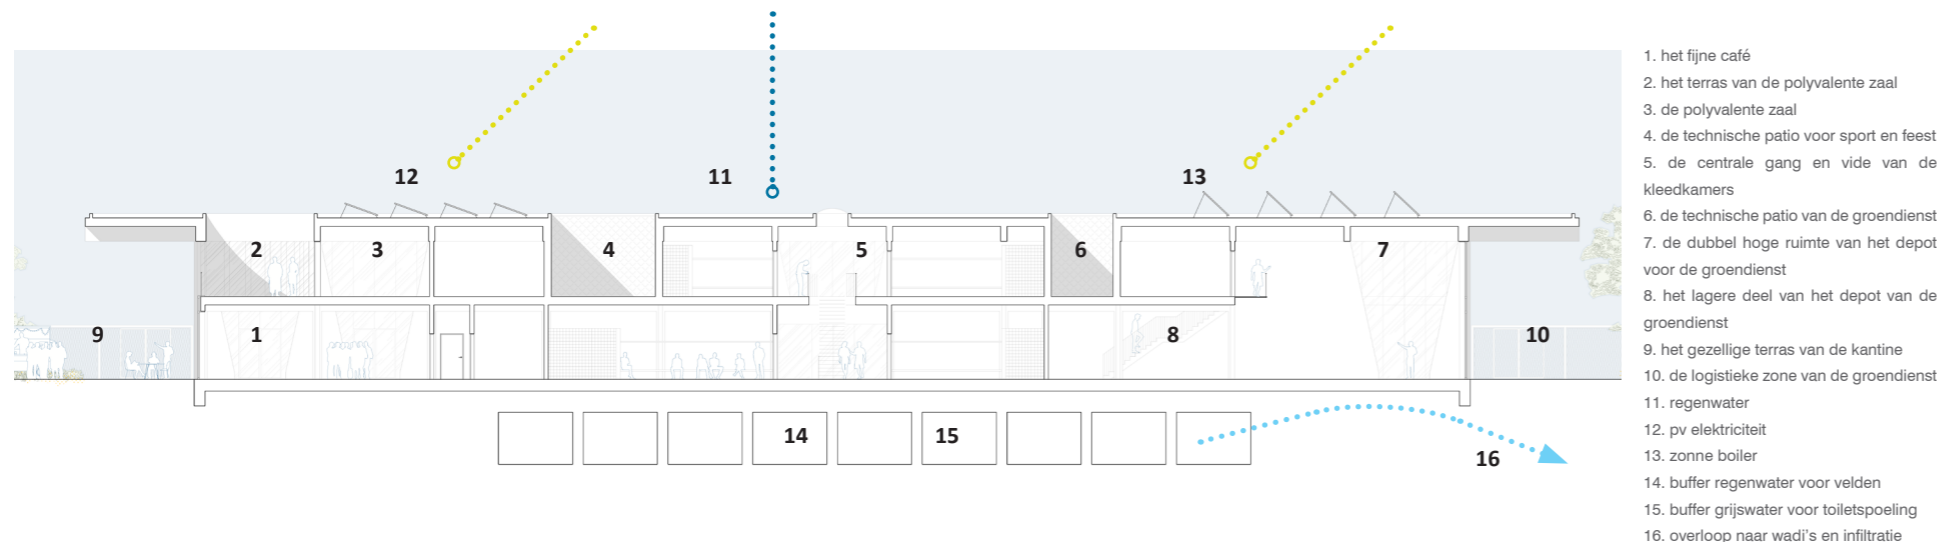 12
11
13
2
3
4
5
6
7
9
1
8
10
14
15
16
1. het fijne café
2. het terras van de polyvalente zaal
3. de polyvalente zaal
4. de technische patio voor sport en feest
5. de centrale gang en vide van de
kleedkamers
6. de technische patio van de groendienst
7. de dubbel hoge ruimte van het depot
voor de groendienst
8. het lagere deel van het depot van de
groendienst
9. het gezellige terras van de kantine
10. de logistieke zone van de groendienst
11. regenwater
12. pv elektriciteit
13. zonne boiler
14. buffer regenwater voor velden
15. buffer grijswater voor toiletspoeling
16. overloop naar wadi's en infiltratie